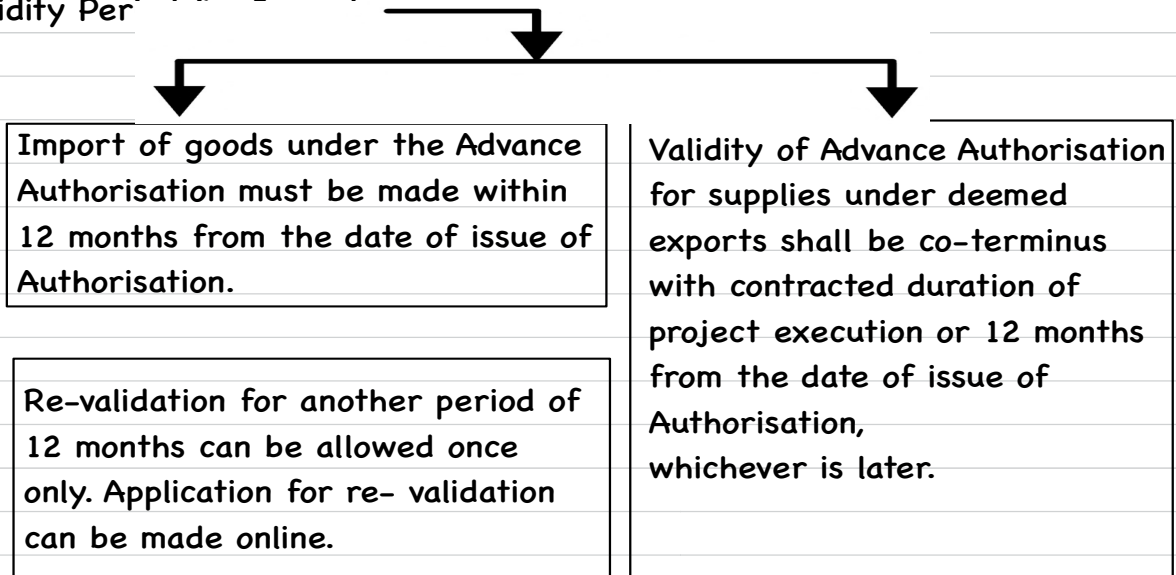 idity Per
Import of goods under the Advance
Authorisation must be made within
12 months from the date of issue of
Authorisation.
Re-validation for another period of
12 months can be allowed once
only. Application for re- validation
can be made online.
Validity of Advance Authorisation
for supplies under deemed
exports shall be co-terminus
with contracted duration of
project execution or 12 months
from the date of issue of
Authorisation,
whichever is later.